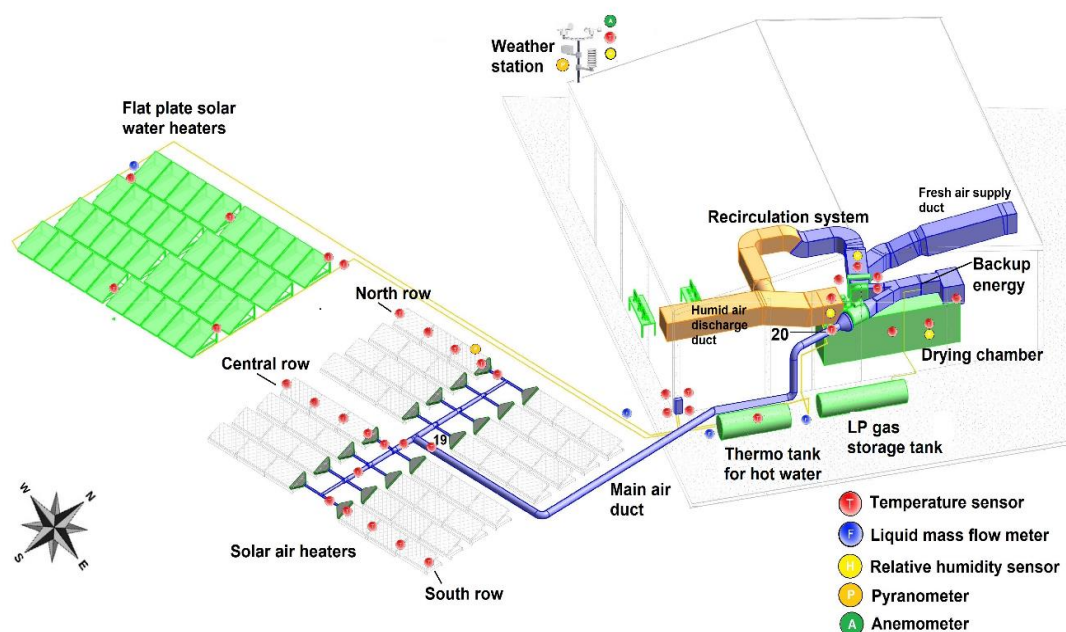 Weather
station
A
T
H
P
Flat plate solar
water heaters
Fresh air supply
duct
Recirculation system
Backup
energy
North row
Humid air
discharge
duct
20
Drying chamber
Central row
19
LP gas
storage tank
Thermo tank
for hot water
Main air
duct
Solar air heaters
South row
W
N
S
E
T Temperature sensor
F Liquid mass flow meter
H Relative humidity sensor
P Pyranometer
A Anemometer